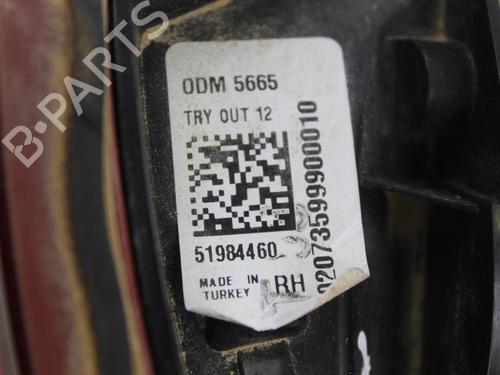 B-PARTS
ODM 5665
TRY OUT 12
51984460
MADE IN
TURKEY
RH
0207359990010